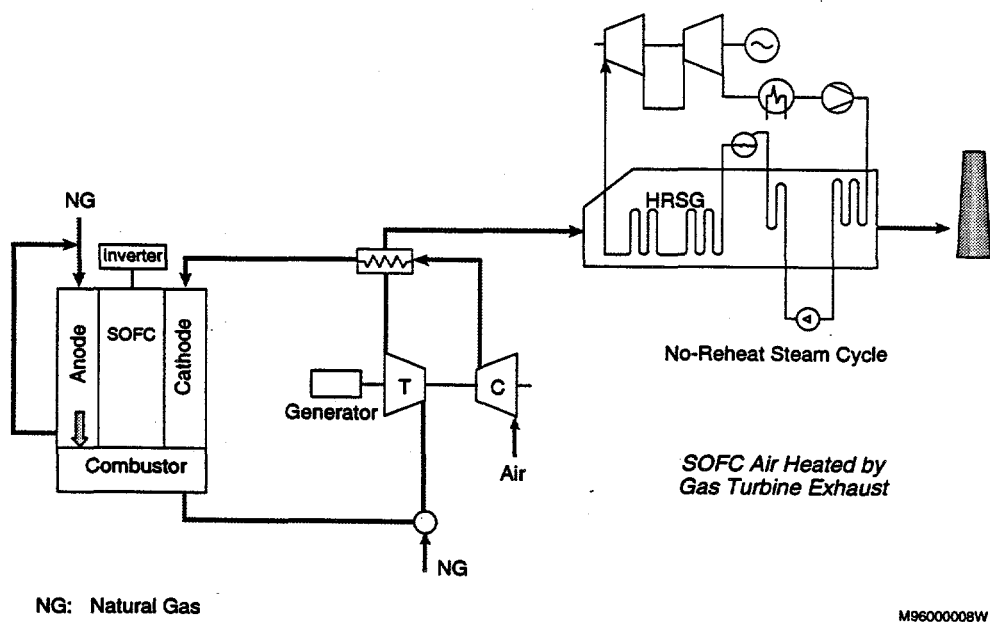 HRSG
No-Reheat Steam Cycle
NG
Inverter
Anode
SOFC
Cathode
Combustor
Generator
T
C
Air
NG
SOFC Air Heated by
Gas Turbine Exhaust
NG: Natural Gas
M96000008W